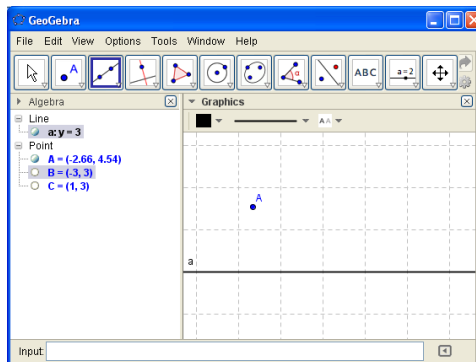 GeoGebra
File Edit View Options Tools Window Help
A ABC a=2
Algebra
Graphics
Line
a: y = 3
Point
A = (-2.66, 4.54)
B = (-3, 3)
C = (1, 3)
AA
A
a
Input: